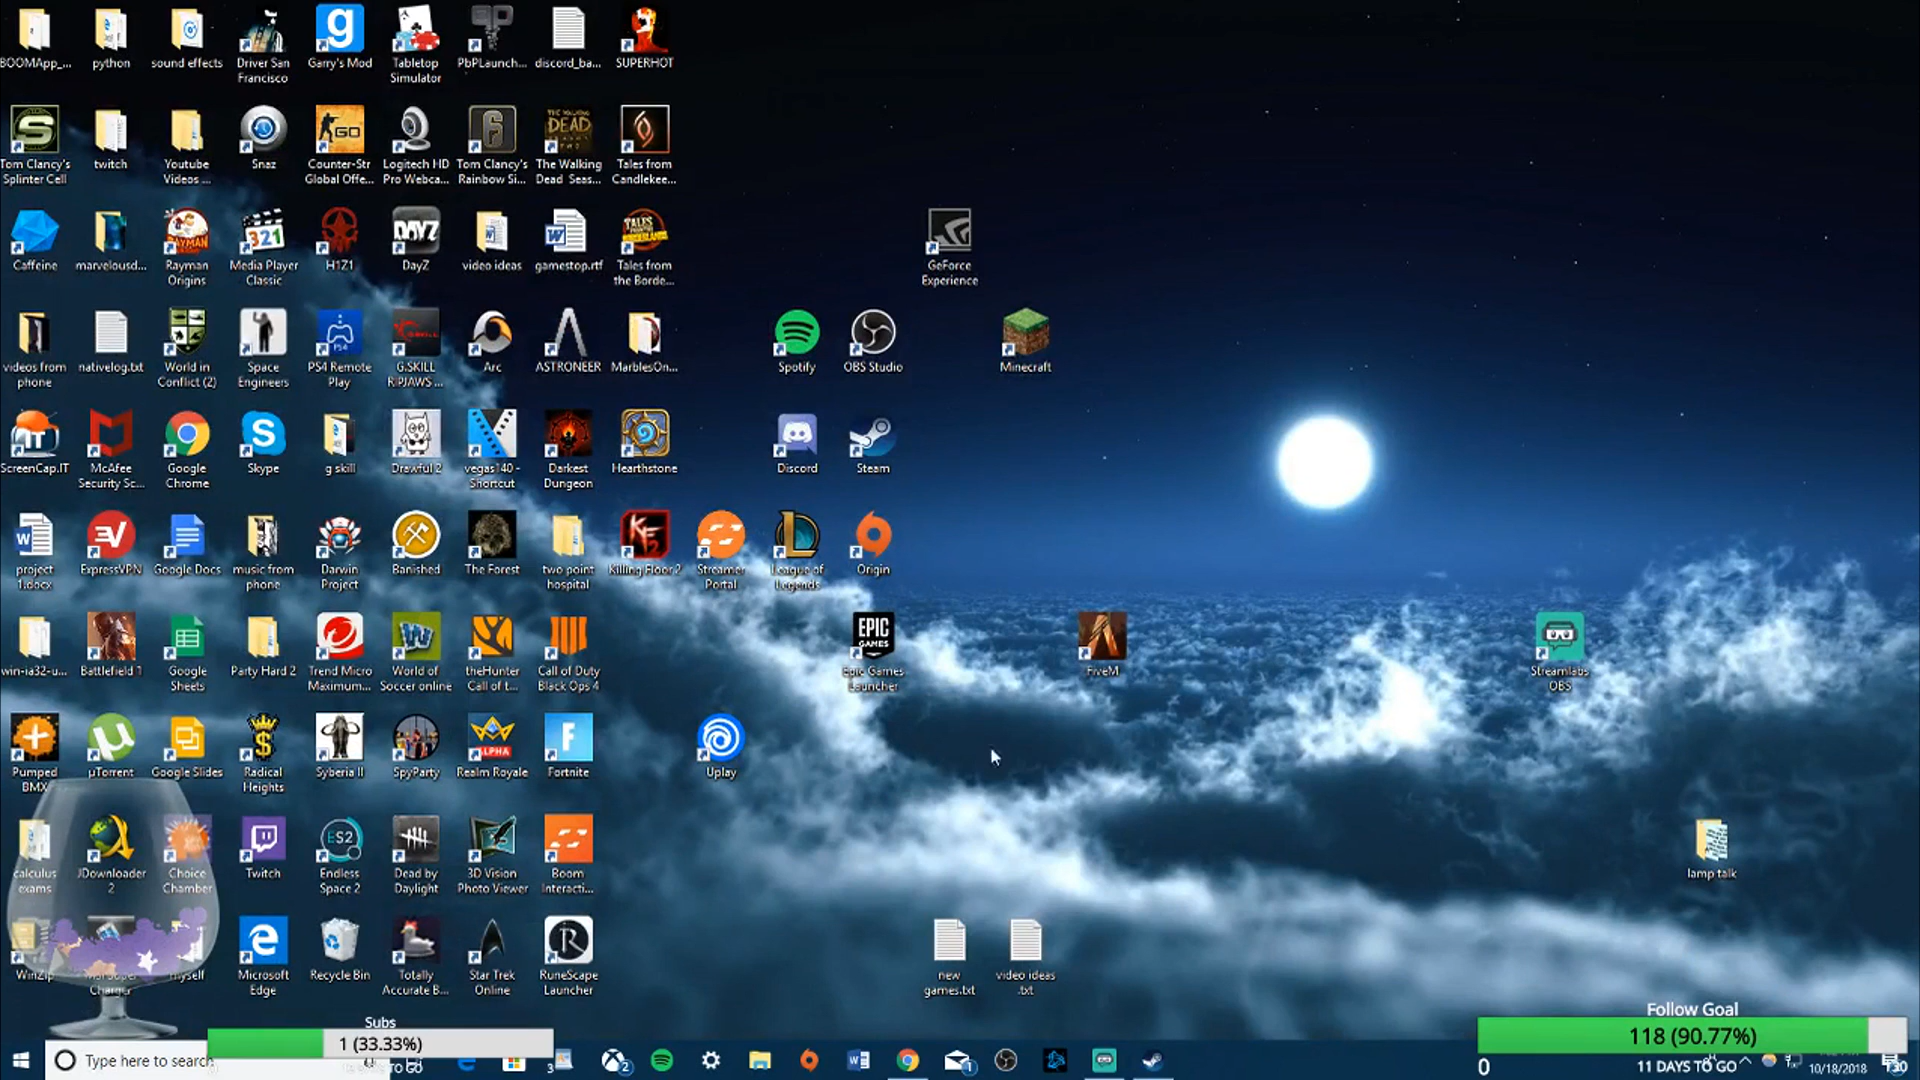 BOOMApp_...
python
sound effects
Driver San
Francisco
Garry's Mod
Tabletop
Simulator
PbPLaunch...
discord_ba...
SUPERHOT
Tom Clancy's
Splinter Cell
twitch
Youtube
Videos ...
Snaz
Counter-Str
Global Offe...
Logitech HD
Pro Webca...
Tom Clancy's
Rainbow Si...
The Walking
Dead Seas...
Tales from
Candlekee...
Caffeine
marvelousd...
Rayman
Origins
Media Player
Classic
H1Z1
DayZ
video ideas
gamestop.rtf
Tales from
the Borde...
GeForce
Experience
videos from
phone
nativelog.txt
World in
Conflict (2)
Space
Engineers
PS4 Remote
Play
G.SKILL
RIPJAWS ...
Arc
ASTRONEER
MarblesOn...
Spotify
OBS Studio
Minecraft
ScreenCap.IT
McAfee
Security Sc...
Google
Chrome
Skype
g skill
Drawful 2
vegas140 -
Shortcut
Darkest
Dungeon
Hearthstone
Discord
Steam
project
1.docx
ExpressVPN
Google Docs
music from
phone
Darwin
Project
Banished
The Forest
two point
hospital
Killing Floor 2
Streamer
Portal
League of
Legends
Origin
win-ia32-u...
Battlefield 1
Google
Sheets
Party Hard 2
Trend Micro
Maximum...
World of
Soccer online
theHunter
Call of t...
Call of Duty
Black Ops 4
EPIC
GAMES
Epic Games
Launcher
FiveM
Streamlabs
OBS
Pumped
BMX
µTorrent
Google Slides
Radical
Heights
Syberia II
SpyParty
ALPHA
Realm Royale
Fortnite
Uplay
calculus
exams
JDownloader
2
Choice
Chamber
Twitch
Endless
Space 2
Dead by
Daylight
3D Vision
Photo Viewer
Boom
Interacti...
lamp talk
WinZip
Charger
myself
Microsoft
Edge
Recycle Bin
Totally
Accurate B...
Star Trek
Online
RuneScape
Launcher
new
games.txt
video ideas
.txt
Subs
1 (33.33%)
Follow Goal
118 (90.77%)
0
11 DAYS TO GO
Type here to search
10/18/2018